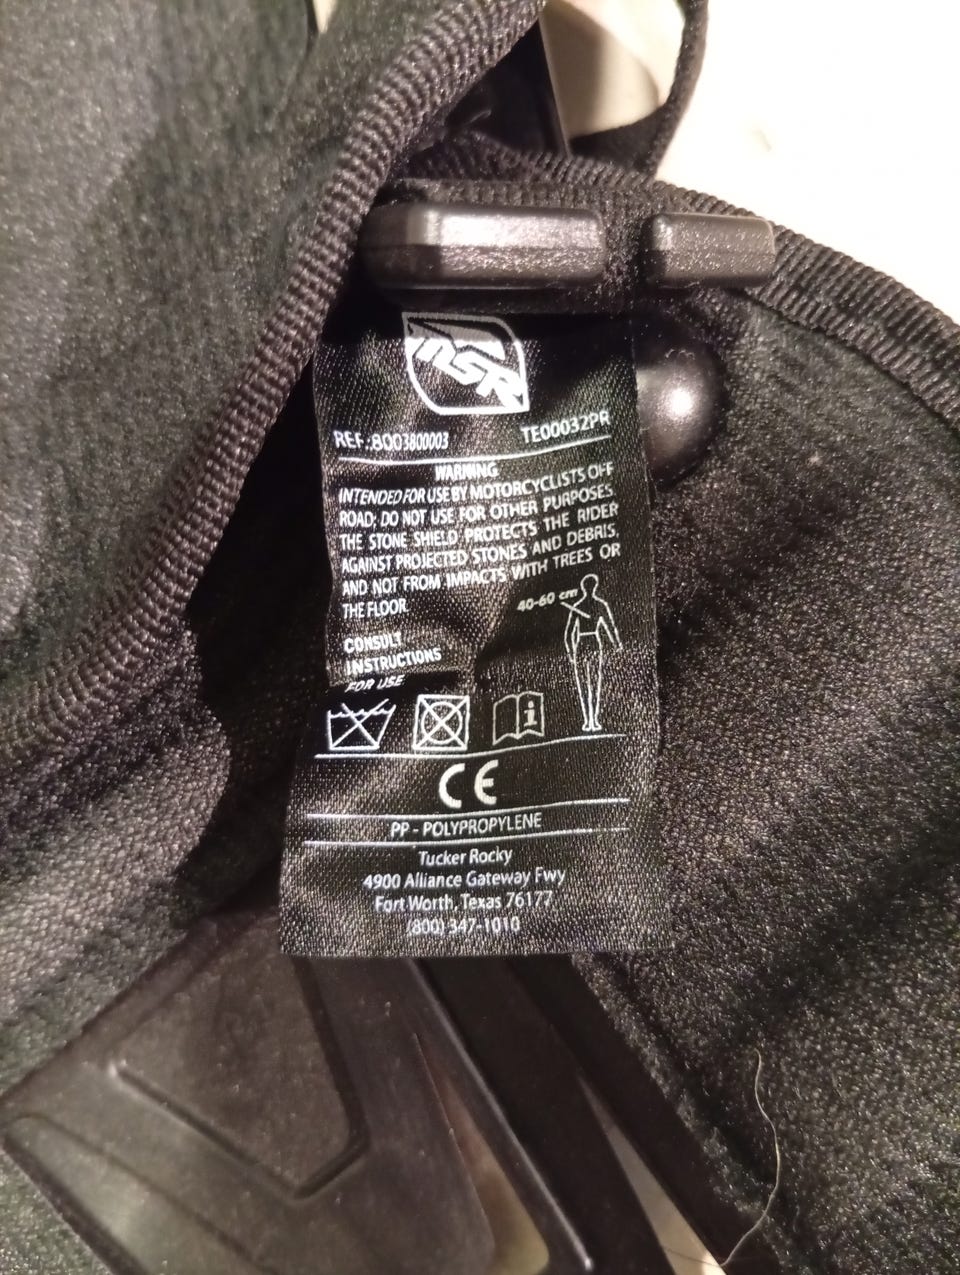 MSR
REF.:8003800003 TE00032PR
WARNING
INTENDED FOR USE BY MOTORCYCLISTS OFF
ROAD; DO NOT USE FOR OTHER PURPOSES.
THE STONE SHIELD PROTECTS THE RIDER
AGAINST PROJECTED STONES AND DEBRIS,
AND NOT FROM IMPACTS WITH TREES OR
THE FLOOR.
40-60 cm
CONSULT
INSTRUCTIONS
FOR USE
i
CE
PP - POLYPROPYLENE
Tucker Rocky
4900 Alliance Gateway Fwy
Fort Worth, Texas 76177
(800) 347-1010